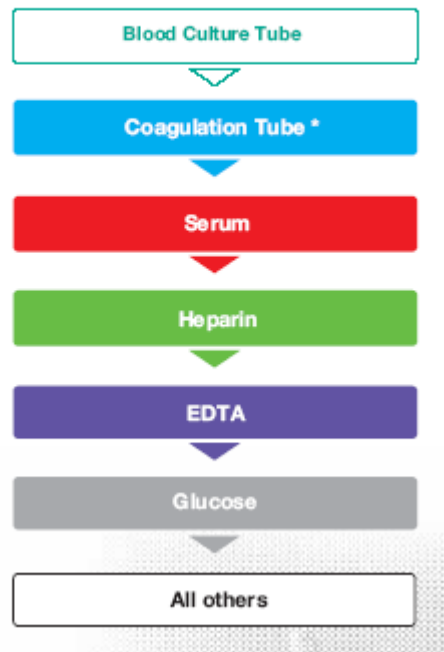 Blood Culture Tube
Coagulation Tube *
Serum
Heparin
EDTA
Glucose
All others